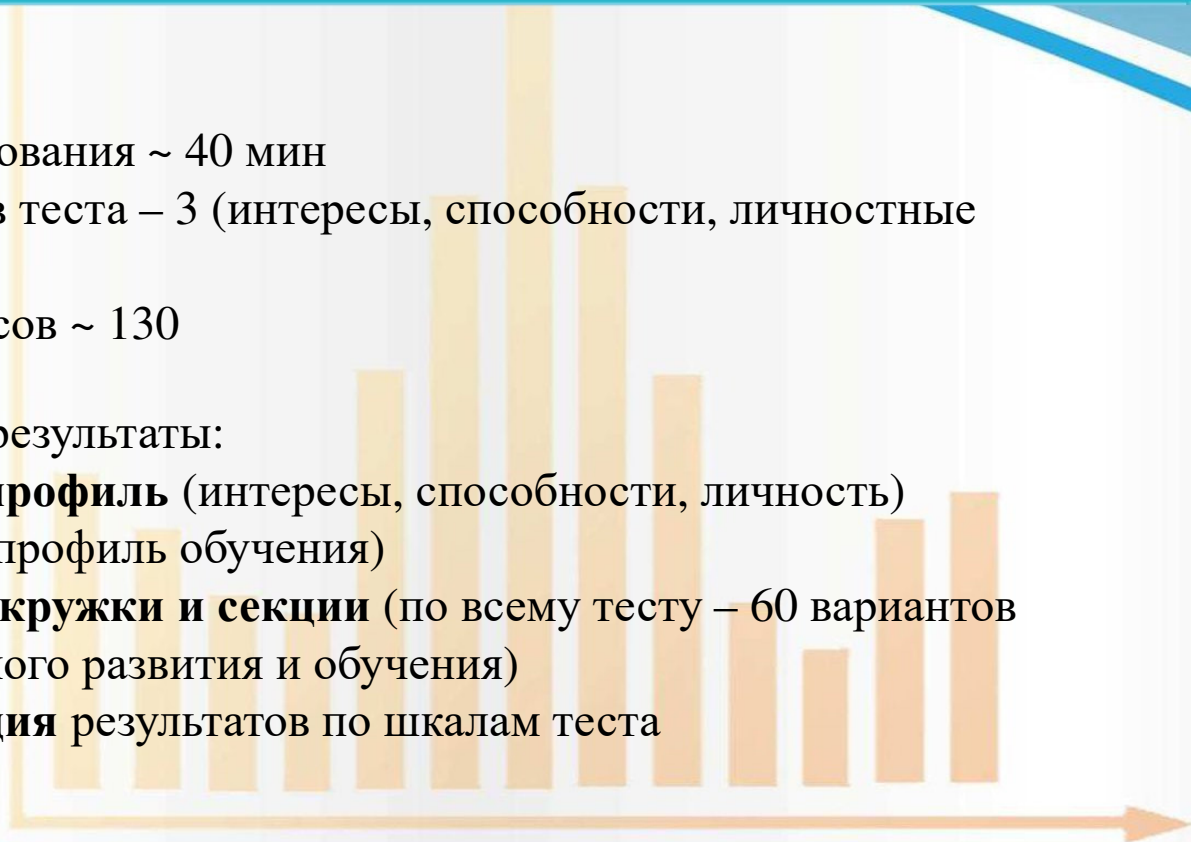 ования ~ 40 мин
в теста – 3 (интересы, способности, личностные
сов ~ 130
результаты:
профиль (интересы, способности, личность)
профиль обучения)
кружки и секции (по всему тесту – 60 вариантов
ого развития и обучения)
ция результатов по шкалам теста